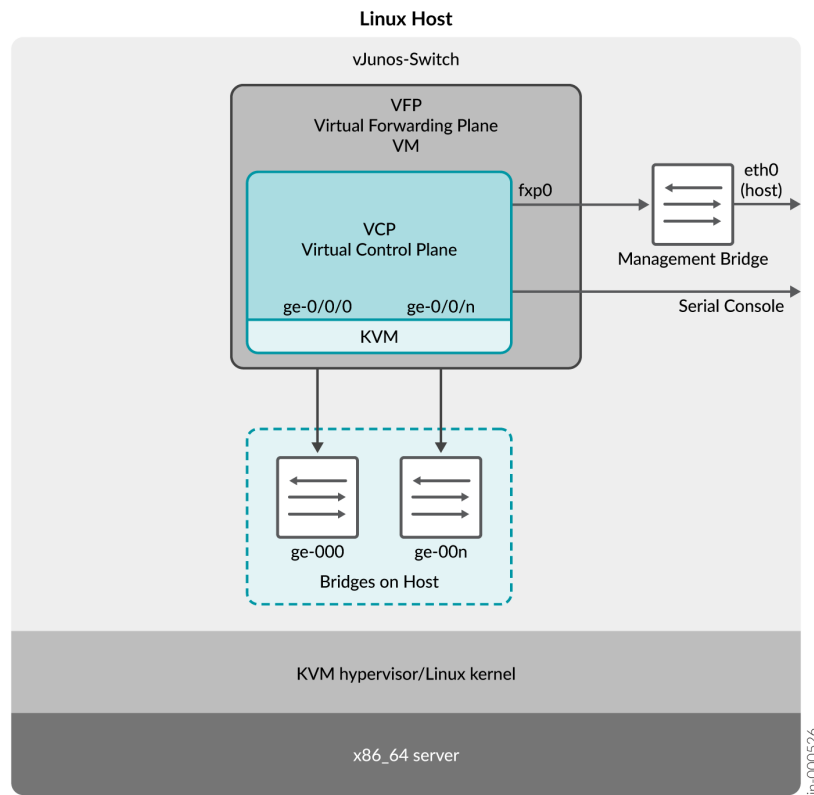 Linux Host
vJunos-Switch
VFP
Virtual Forwarding Plane
VM
fxp0
eth0
(host)
VCP
Virtual Control Plane
Management Bridge
ge-0/0/0
ge-0/0/n
Serial Console
KVM
ge-000
ge-00n
Bridges on Host
KVM hypervisor/Linux kernel
x86_64 server
jn-000526